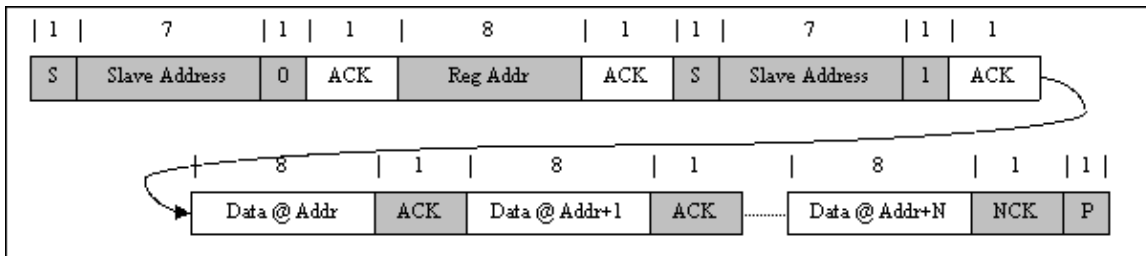 | 1 | 7 | 1 | 1 | 8 | 1 | 1 | 7 | 1 | 1
S Slave Address 0 ACK Reg Addr ACK S Slave Address 1 ACK
| 8 | 1 | 8 | 1 | 8 | 1 | 1 |
Data @ Addr ACK Data @ Addr+1 ACK ......... Data @ Addr+N NCK P